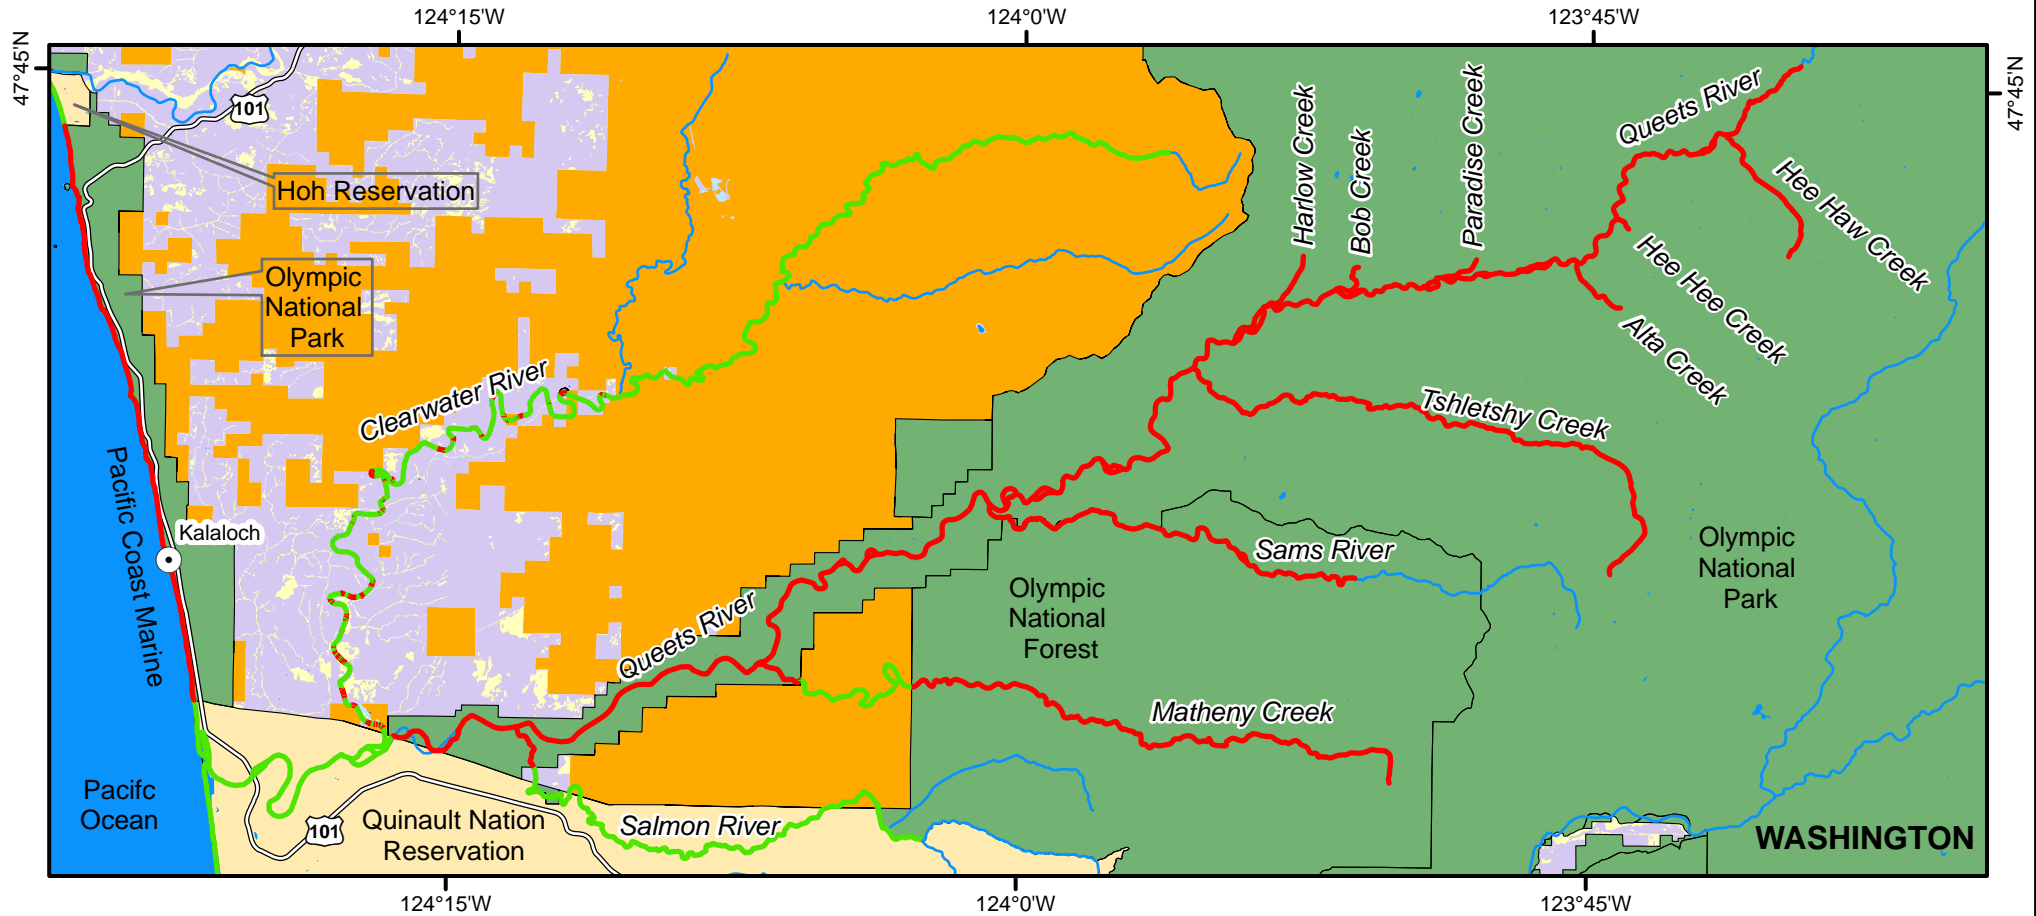 124°15'W
124°0'W
123°45'W
47°45'N
47°45'N
101
Hoh Reservation
Olympic
National
Park
Harlow Creek
Bob Creek
Paradise Creek
Queets River
Hee Haw Creek
Hee Hee Creek
Alta Creek
Clearwater River
Tshletshy Creek
Pacific Coast Marine
Kalaloch
Sams River
Olympic
National
Park
Olympic
National
Forest
Queets River
Matheny Creek
Pacifc
Ocean
101
Quinault Nation
Reservation
Salmon River
WASHINGTON
124°15'W
124°0'W
123°45'W